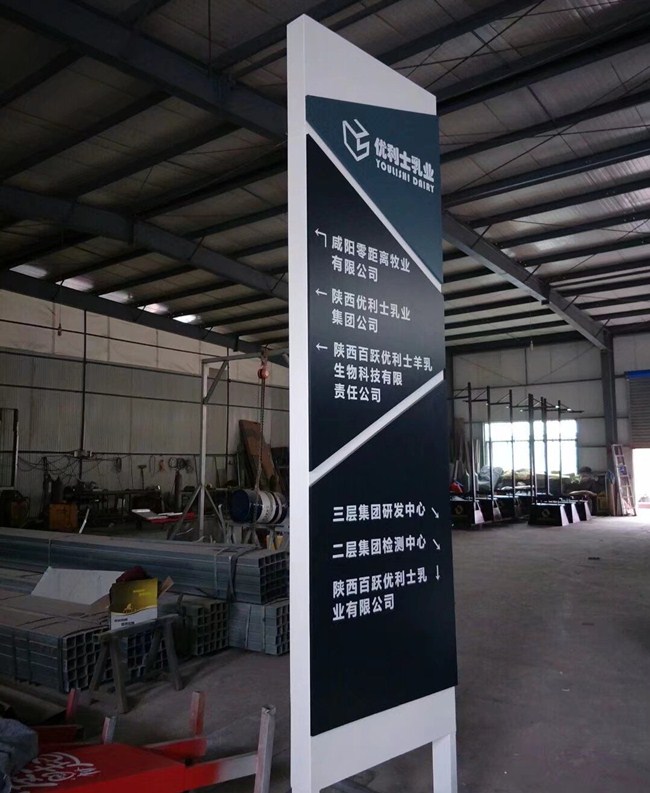 优利士乳业
YOULISHI DAIRY
↰ 咸阳零距离牧业
有限公司
← 陕西优利士乳业
集团公司
← 陕西百跃优利士羊乳
生物科技有限
责任公司
三层集团研发中心 ↘
二层集团检测中心 ↘
陕西百跃优利士乳 ↓
业有限公司